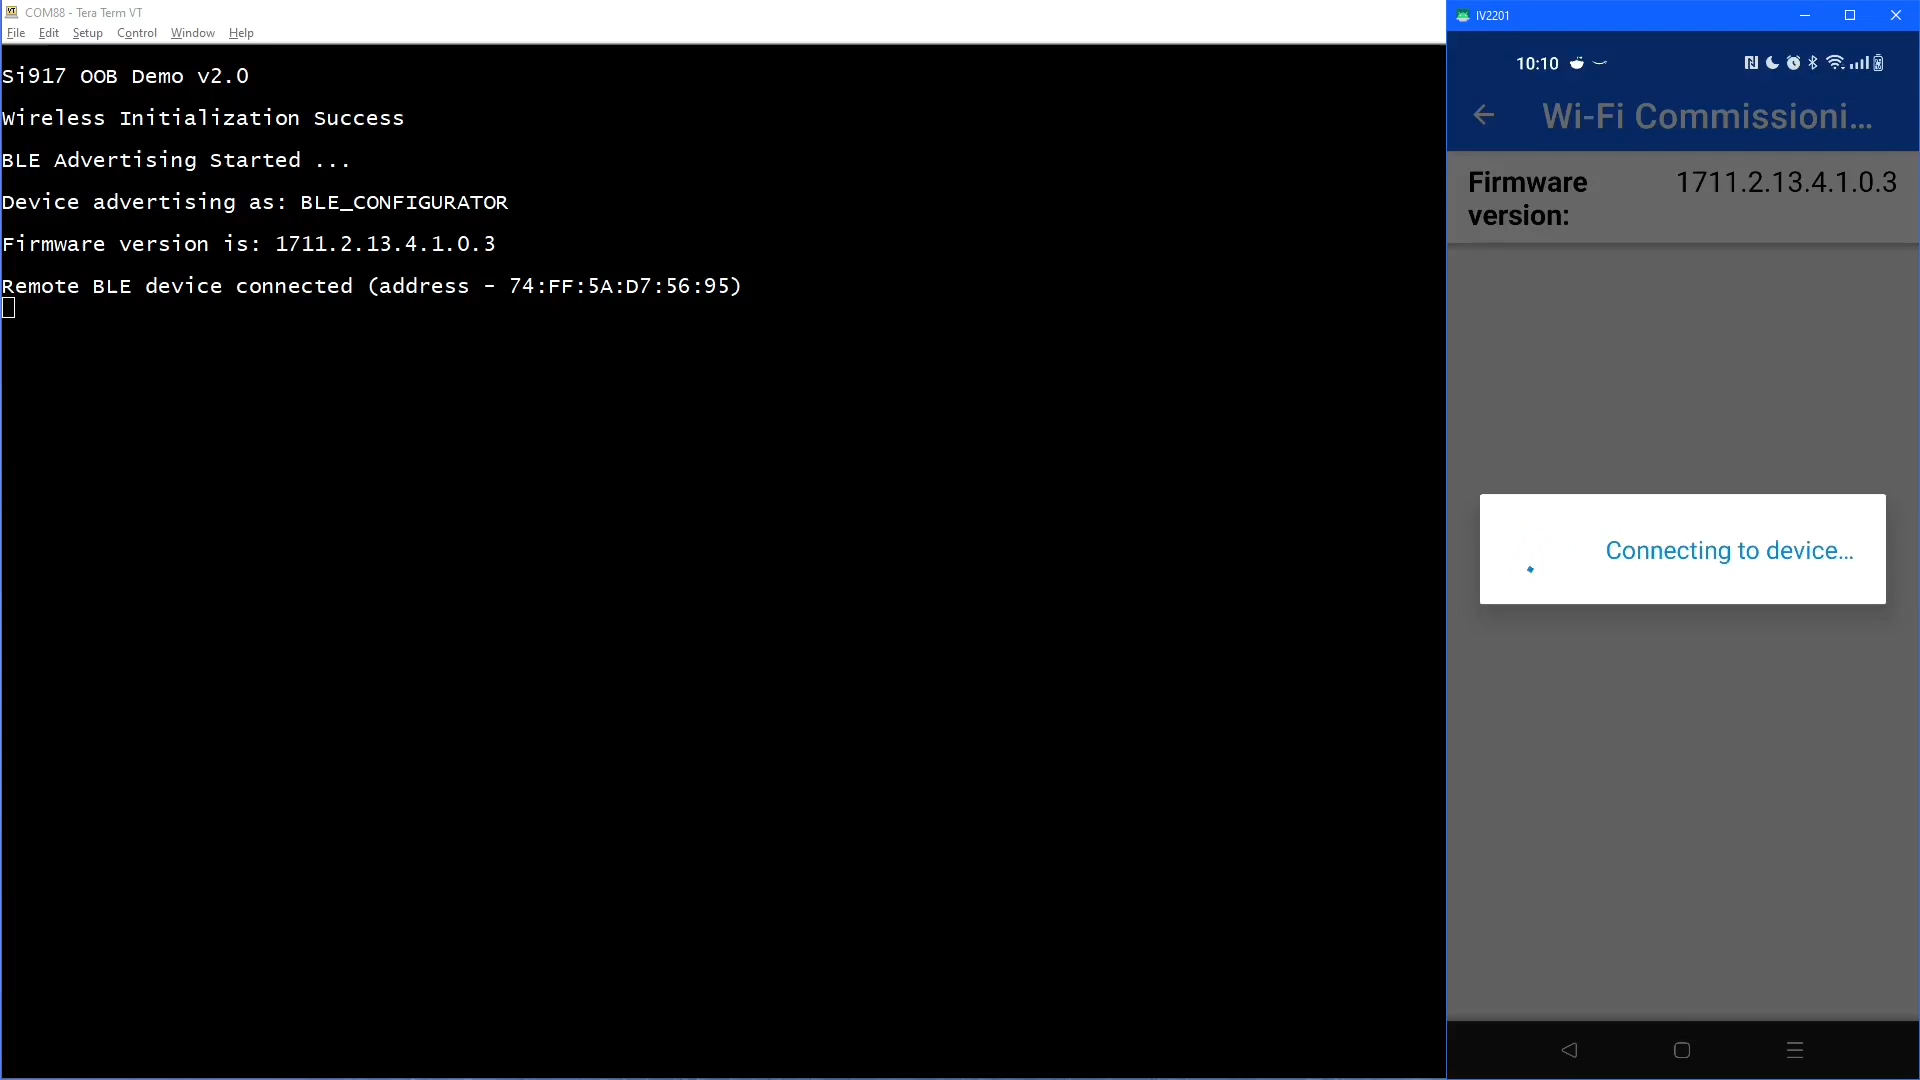 COM88 - Tera Term VT
File Edit Setup Control Window Help
Si917 OOB Demo v2.0
Wireless Initialization Success
BLE Advertising Started ...
Device advertising as: BLE_CONFIGURATOR
Firmware version is: 1711.2.13.4.1.0.3
Remote BLE device connected (address - 74:FF:5A:D7:56:95)
IV2201
10:10
Wi-Fi Commissioni...
Firmware 1711.2.13.4.1.0.3
version:
Connecting to device...